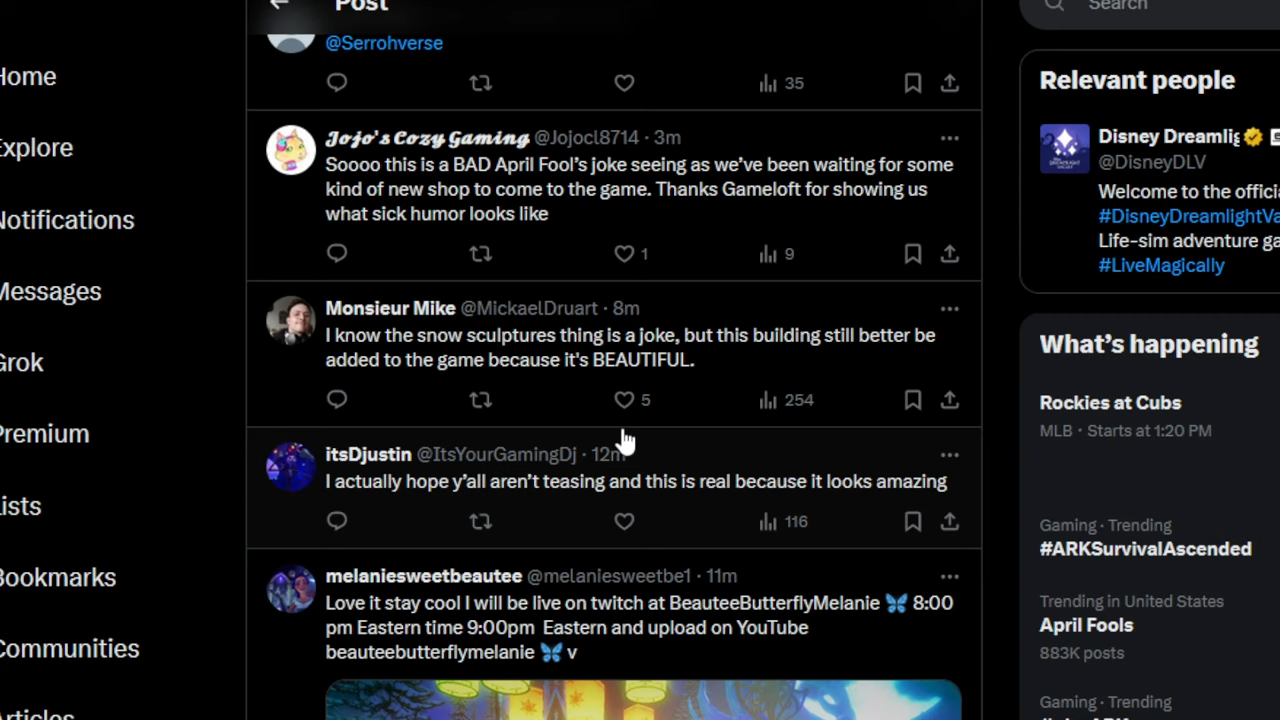 Post
Search
@Serrohverse
35
Home
Explore
Notifications
Messages
Grok
Premium
Lists
Bookmarks
Communities
Articles
Jojo's Cozy Gaming @Jojocl8714 · 3m
Soooo this is a BAD April Fool's joke seeing as we've been waiting for some
kind of new shop to come to the game. Thanks Gameloft for showing us
what sick humor looks like
1
9
Monsieur Mike @MickaelDruart · 8m
I know the snow sculptures thing is a joke, but this building still better be
added to the game because it's BEAUTIFUL.
5
254
itsDjustin @ItsYourGamingDj · 12m
I actually hope y'all aren't teasing and this is real because it looks amazing
116
melaniesweetbeautee @melaniesweetbe1 · 11m
Love it stay cool I will be live on twitch at BeauteeButterflyMelanie 🦋 8:00
pm Eastern time 9:00pm Eastern and upload on YouTube
beauteebutterflymelanie 🦋 v
Relevant people
Disney Dreamlig
@DisneyDLV
Welcome to the officia
#DisneyDreamlightVa
Life-sim adventure ga
#LiveMagically
What's happening
Rockies at Cubs
MLB · Starts at 1:20 PM
Gaming · Trending
#ARKSurvivalAscended
Trending in United States
April Fools
883K posts
Gaming · Trending